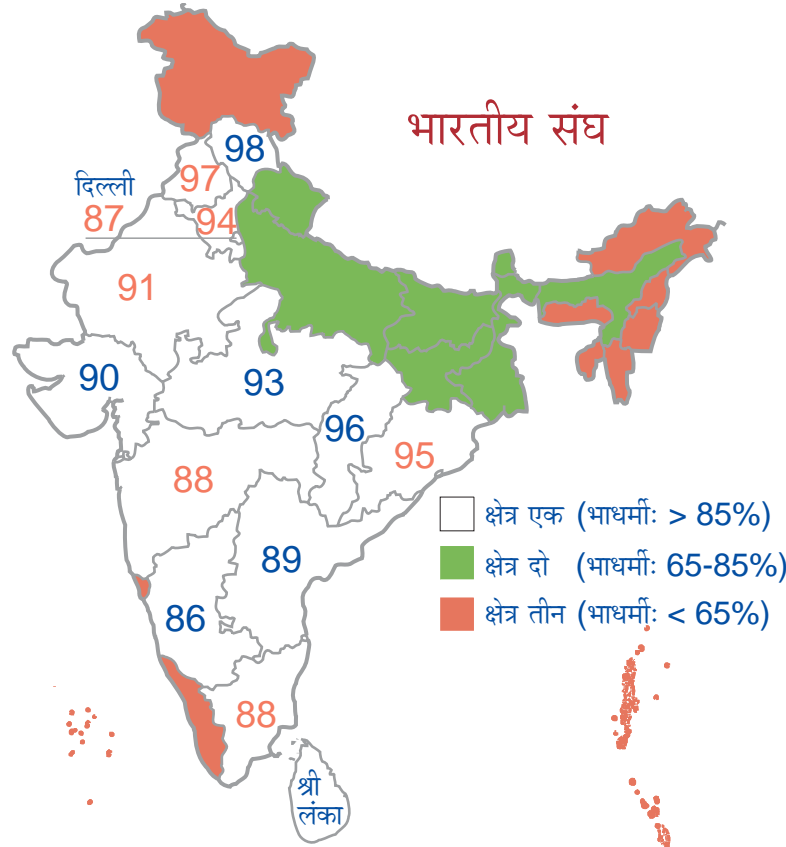 भारतीय संघ
98
97
दिल्ली
87
94
91
90
93
96
95
88
89
86
88
क्षेत्र एक (भाधर्मीः > 85%)
क्षेत्र दो (भाधर्मीः 65-85%)
क्षेत्र तीन (भाधर्मीः < 65%)
श्री
लंका